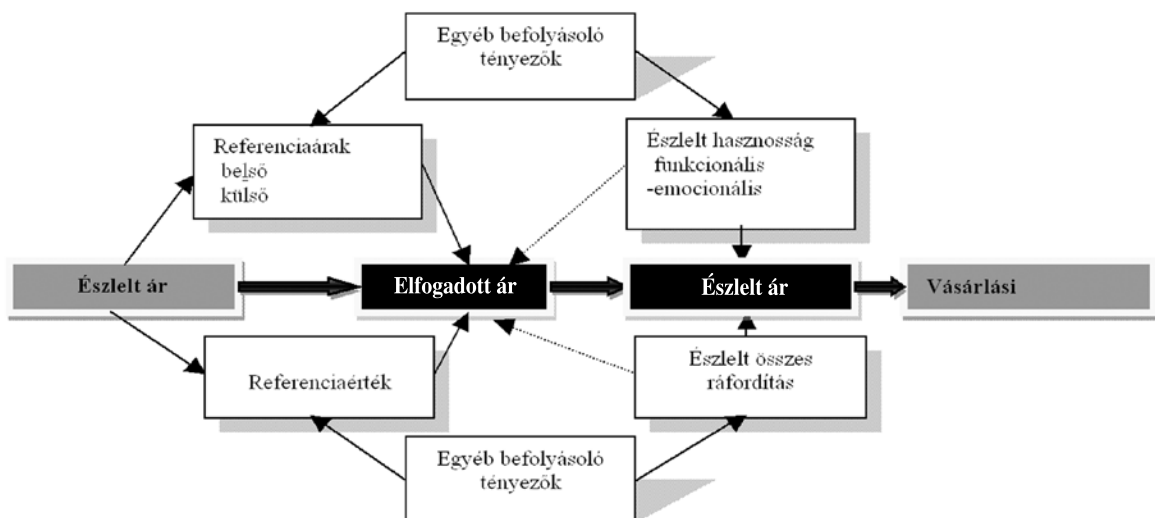 Egyéb befolyásoló
tényezők
Referenciaárak
belső
külső
Észlelt hasznosság
funkcionális
-emocionális
Észlelt ár
Elfogadott ár
Észlelt ár
Vásárlási
Referenciaérték
Észlelt összes
ráfordítás
Egyéb befolyásoló
tényezők